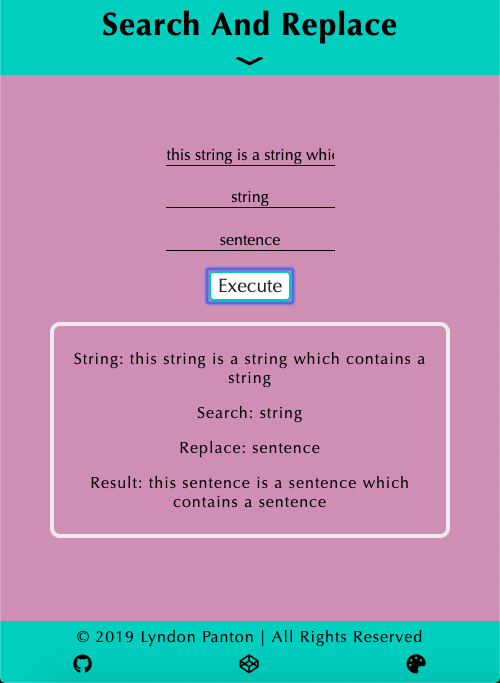 Search And Replace
this string is a string whic
string
sentence
Execute
String: this string is a string which contains a
string
Search: string
Replace: sentence
Result: this sentence is a sentence which
contains a sentence
© 2019 Lyndon Panton | All Rights Reserved